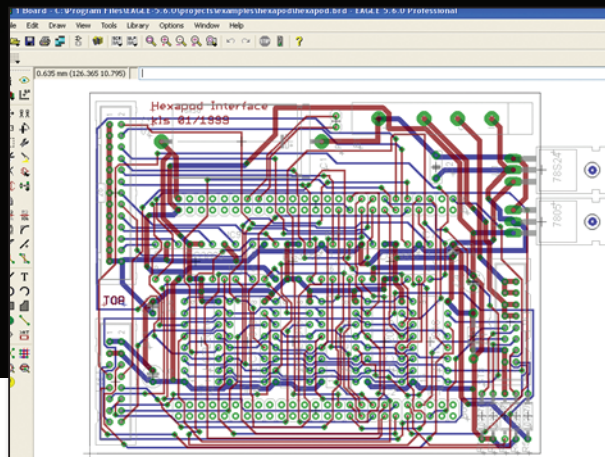 1 Board - C:\Program Files\EAGLE-5.6.0\projects\examples\hexapod\hexapod.brd - EAGLE 5.6.0 Professional
Edit Draw View Tools Library Options Window Help
0.635 mm (126.365 10.795)
Hexapod Interface
kls 01/1999
78S24
7805
TOP